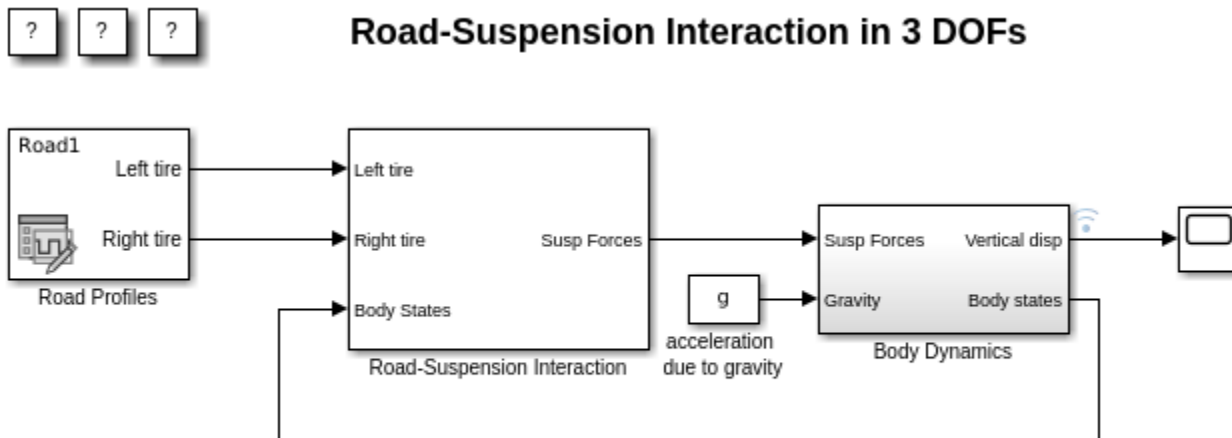 ? ? ?
Road-Suspension Interaction in 3 DOFs
Road1
Left tire
Right tire
Road Profiles
Left tire
Right tire
Susp Forces
Body States
Road-Suspension Interaction
g
acceleration
due to gravity
Susp Forces
Vertical disp
Gravity
Body states
Body Dynamics